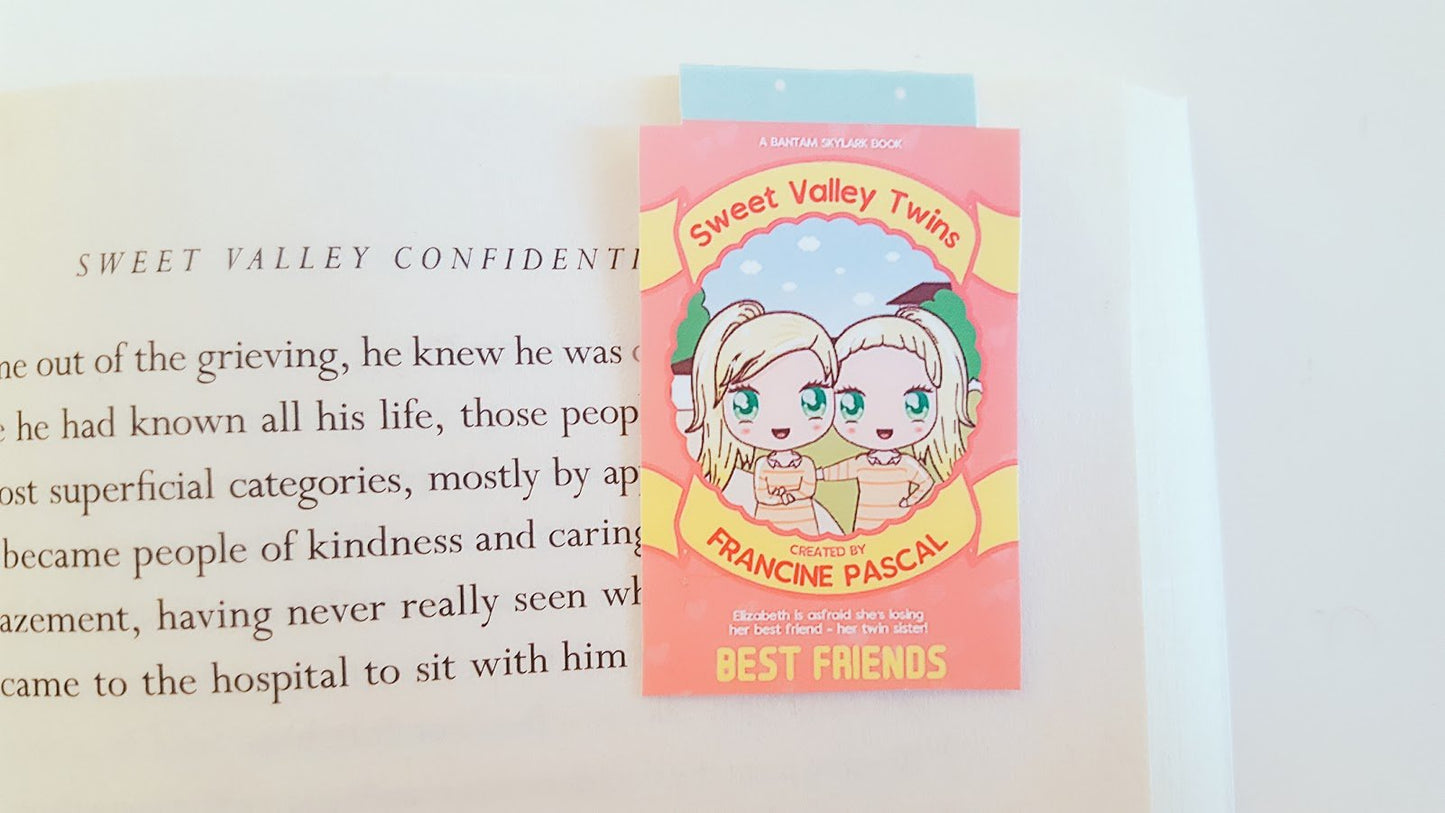 SWEET VALLEY CONFIDENTI
me out of the grieving, he knew he was
he had known all his life, those peop
ost superficial categories, mostly by ap
became people of kindness and caring
azement, having never really seen wh
came to the hospital to sit with him
A BANTAM SKYLARK BOOK
Sweet Valley Twins
CREATED BY
FRANCINE PASCAL
Elizabeth is asfraid she's losing
her best friend - her twin sister!
BEST FRIENDS